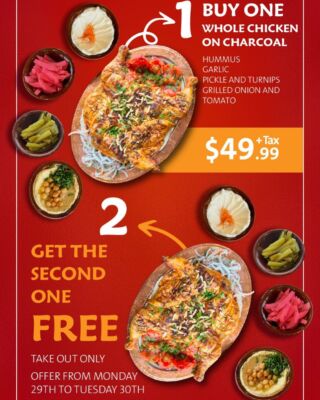 1 BUY ONE
WHOLE CHICKEN
ON CHARCOAL
HUMMUS
GARLIC
PICKLE AND TURNIPS
GRILLED ONION AND
TOMATO
$49.99 +Tax
2
GET THE
SECOND
ONE
FREE
TAKE OUT ONLY
OFFER FROM MONDAY
29TH TO TUESDAY 30TH